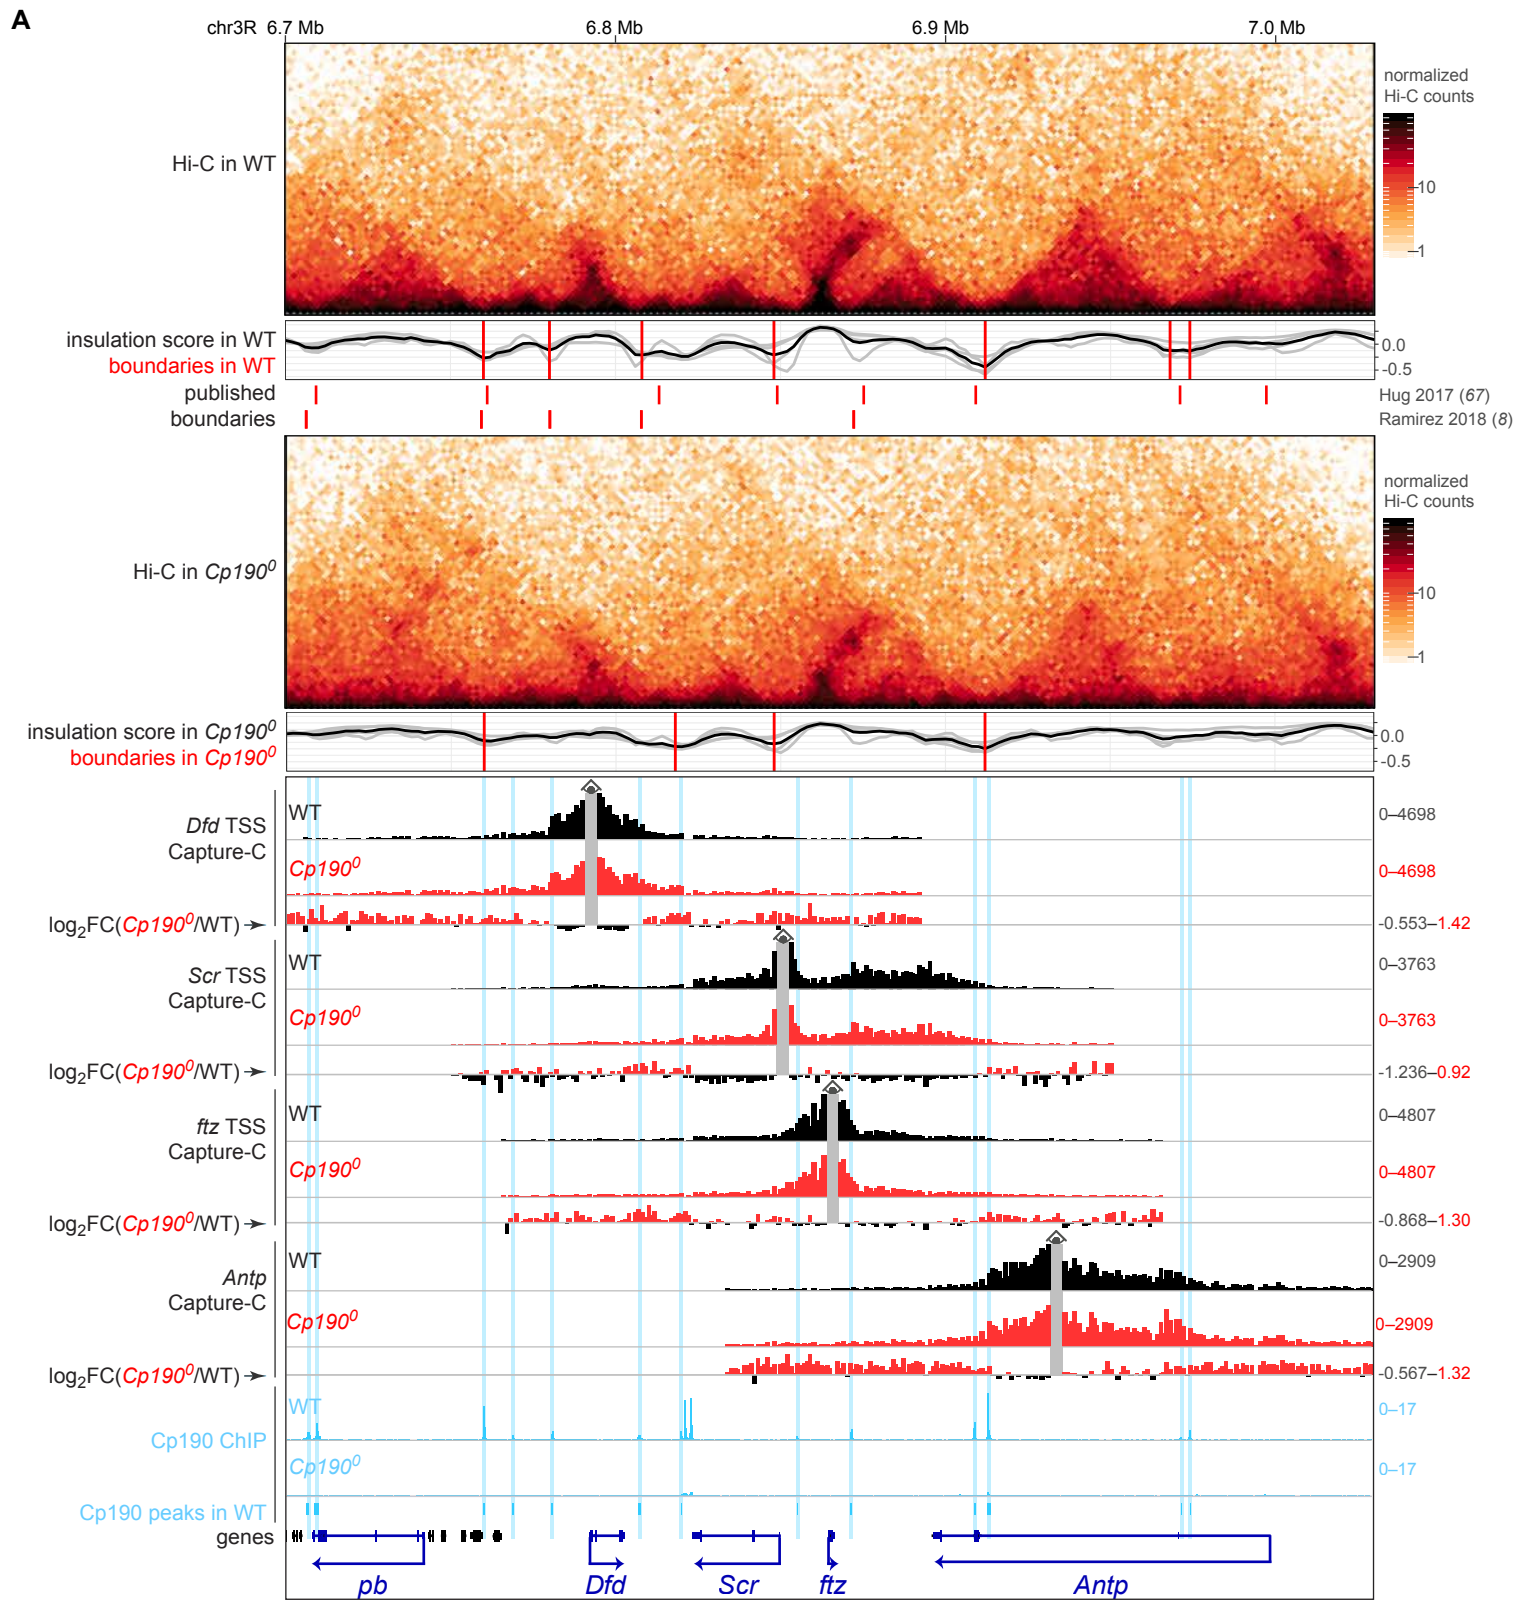 A
chr3R 6.7 Mb 6.8 Mb 6.9 Mb 7.0 Mb
normalized
Hi-C counts
Hi-C in WT
10
1
insulation score in WT
boundaries in WT
0.0
-0.5
published
boundaries
Hug 2017 (67)
Ramirez 2018 (8)
normalized
Hi-C counts
Hi-C in Cp190⁰
10
1
insulation score in Cp190⁰
boundaries in Cp190⁰
0.0
-0.5
Dfd TSS
Capture-C
WT
0–4698
Cp190⁰
0–4698
log₂FC(Cp190⁰/WT)
-0.553–1.42
Scr TSS
Capture-C
WT
0–3763
Cp190⁰
0–3763
log₂FC(Cp190⁰/WT)
-1.236–0.92
ftz TSS
Capture-C
WT
0–4807
Cp190⁰
0–4807
log₂FC(Cp190⁰/WT)
-0.868–1.30
Antp
Capture-C
WT
0–2909
Cp190⁰
0–2909
log₂FC(Cp190⁰/WT)
-0.567–1.32
Cp190 ChIP
WT
0–17
Cp190⁰
0–17
Cp190 peaks in WT
genes
pb Dfd Scr ftz Antp